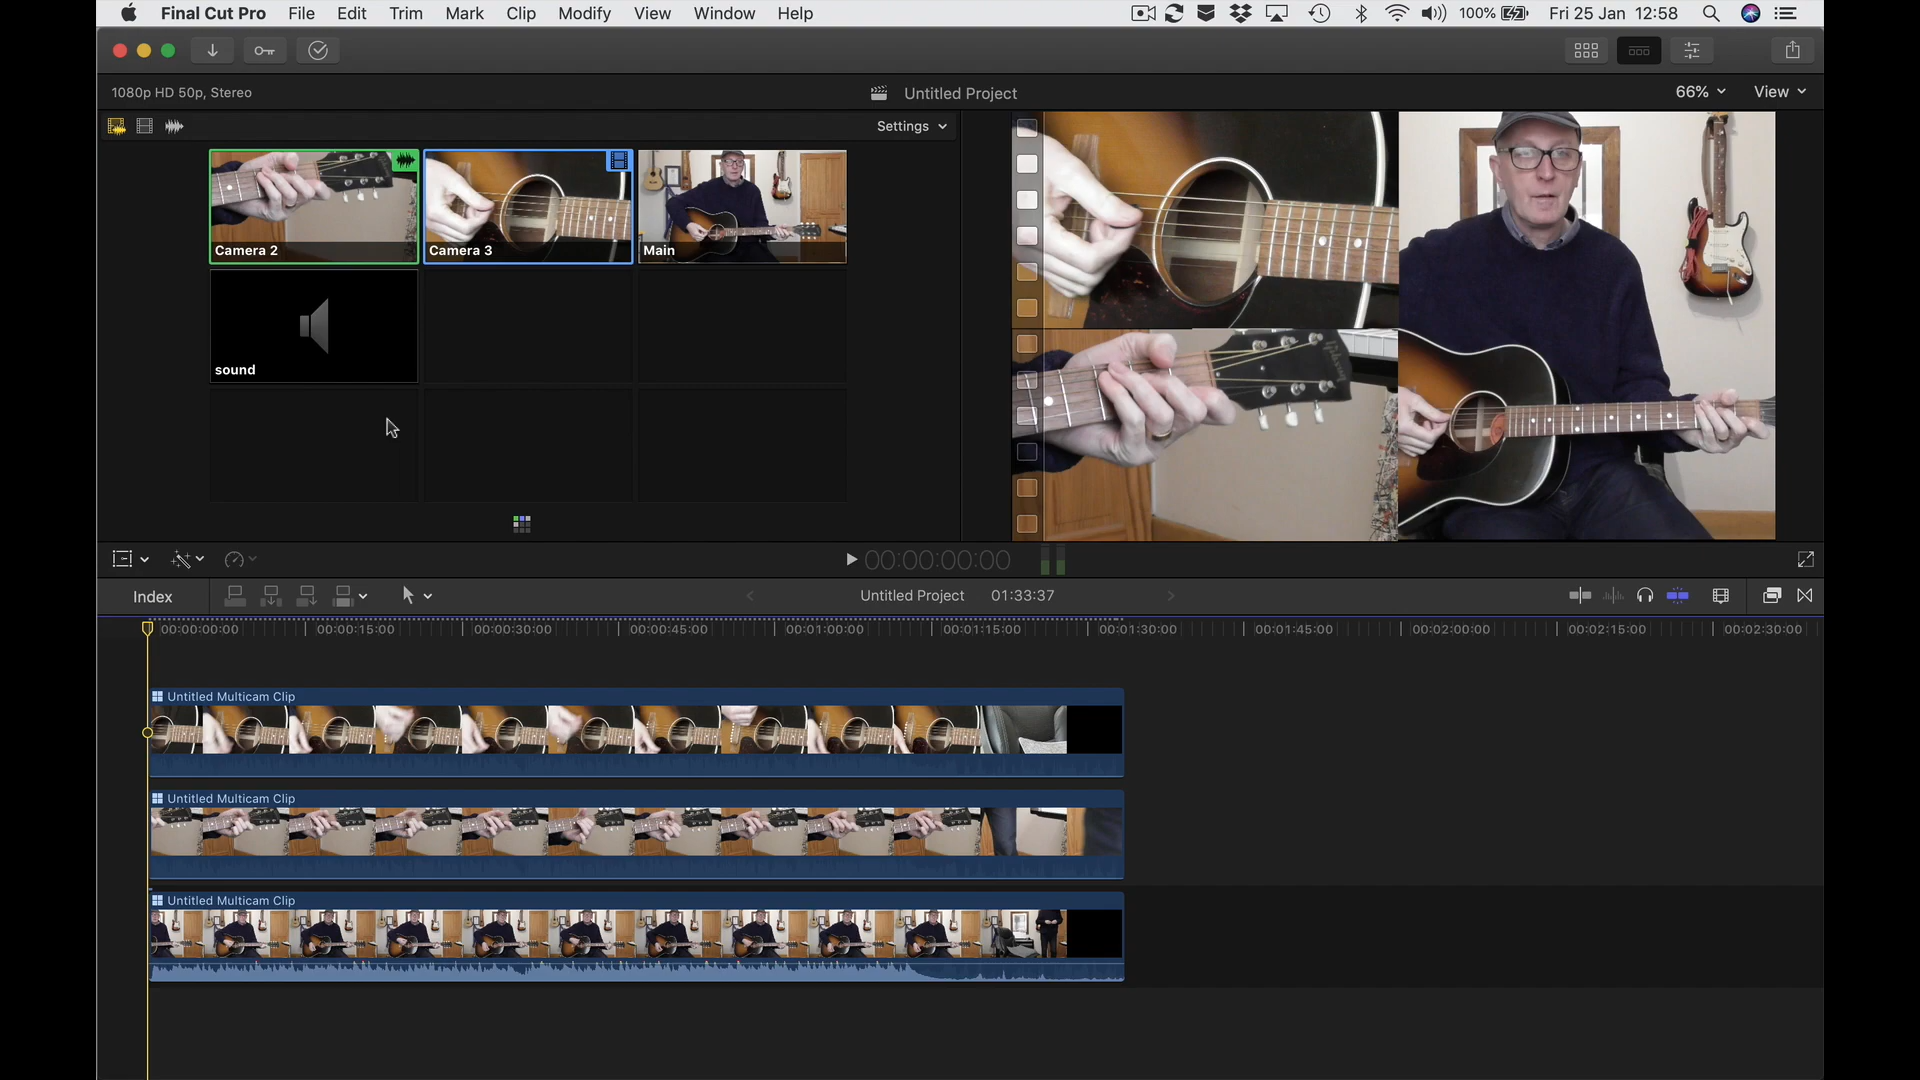 Final Cut Pro File Edit Trim Mark Clip Modify View Window Help 100% Fri 25 Jan 12:58
1080p HD 50p, Stereo Untitled Project 66% View
Settings
Camera 2 Camera 3 Main
sound
00:00:00:00
Index Untitled Project 01:33:37
00:00:00:00 00:00:15:00 00:00:30:00 00:00:45:00 00:01:00:00 00:01:15:00 00:01:30:00 00:01:45:00 00:02:00:00 00:02:15:00 00:02:30:00
Untitled Multicam Clip
Untitled Multicam Clip
Untitled Multicam Clip